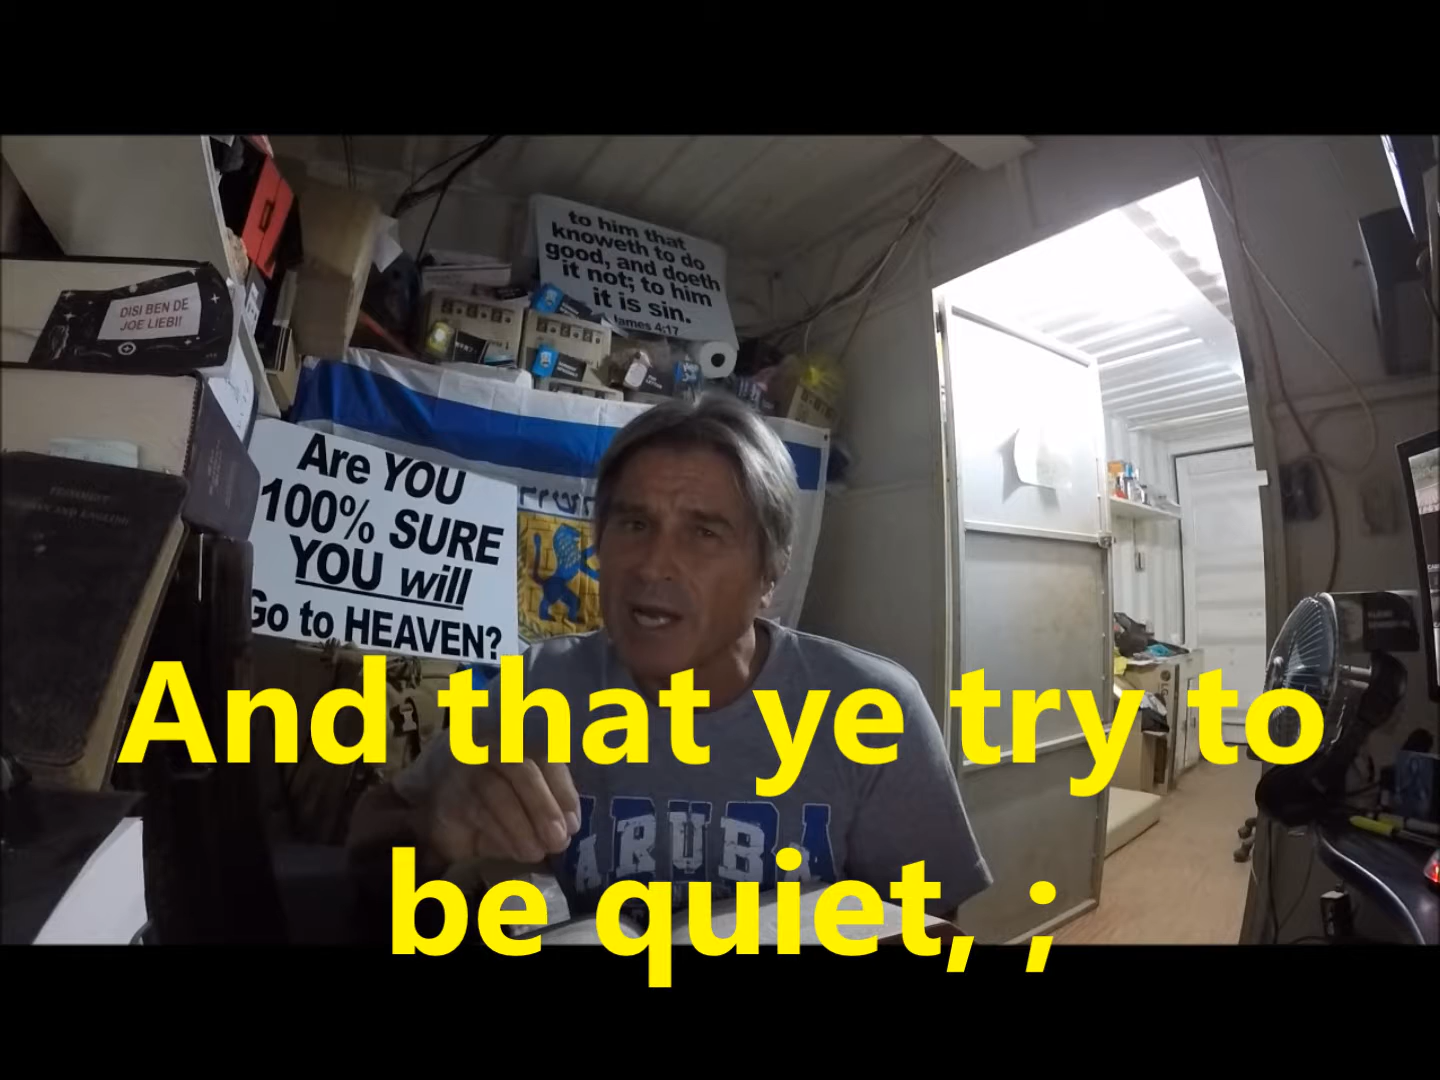 to him that
knoweth to do
good, and doeth
it not; to him
it is sin.
James 4:17
DISI BEN DE
JOE LIEBI!
Are YOU
100% SURE
YOU will
Go to HEAVEN?
ARUBA
And that ye try to
be quiet, ;